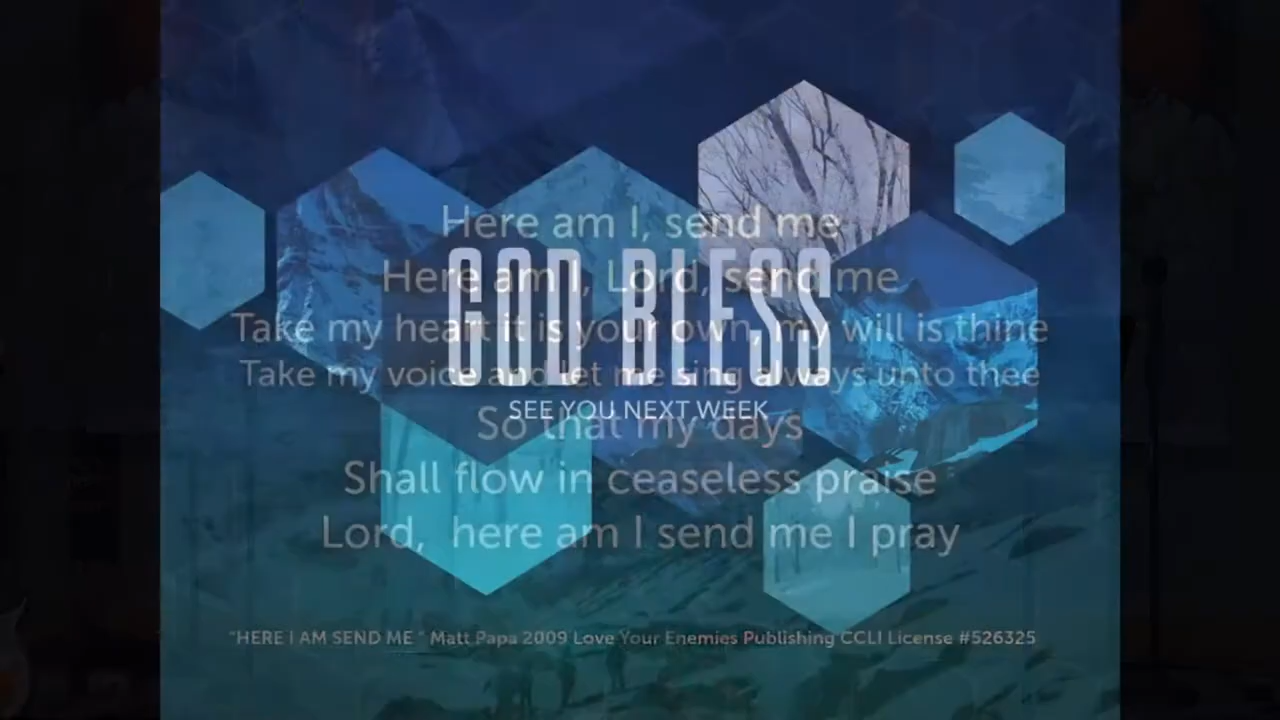 Here am I, send me
Here am I, Lord, send me
GOD BLESS
Take my heart it is your own, my will is thine
Take my voice and let me sing always unto thee
SEE YOU NEXT WEEK
So that my days
Shall flow in ceaseless praise
Lord, here am I send me I pray
"HERE I AM SEND ME " Matt Papa 2009 Love Your Enemies Publishing CCLI License #526325